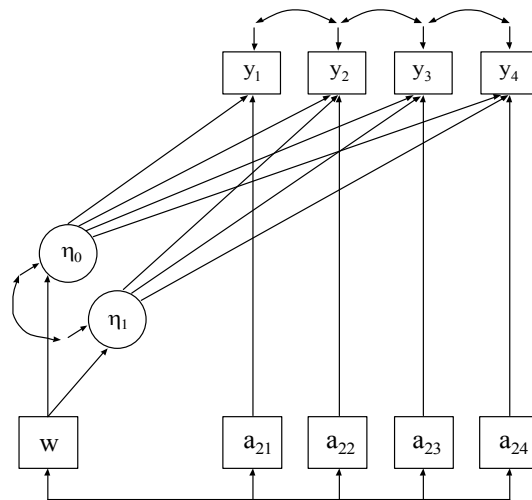 y₁ y₂ y₃ y₄
η₀
η₁
w a₂₁ a₂₂ a₂₃ a₂₄